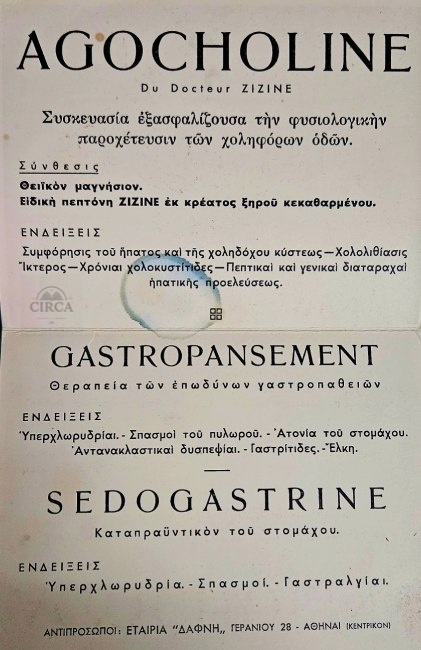 AGOCHOLINE
Du Docteur ZIZINE
Συσκευασία ἐξασφαλίζουσα τὴν φυσιολογικὴν
παροχέτευσιν τῶν χοληφόρων ὁδῶν.
Σύνθεσις
Θειϊκὸν μαγνήσιον.
Εἰδικὴ πεπτόνη ZIZINE ἐκ κρέατος ξηροῦ κεκαθαρμένου.
ΕΝΔΕΙΞΕΙΣ
Συμφόρησις τοῦ ἥπατος καὶ τῆς χοληδόχου κύστεως—Χολολιθίασις
Ἴκτερος—Χρόνιαι χολοκυστίτιδες—Πεπτικαὶ καὶ γενικαὶ διαταραχαὶ
ἡπατικῆς προελεύσεως.
CIRCA
GASTROPANSEMENT
Θεραπεία τῶν ἐπωδύνων γαστροπαθειῶν
ΕΝΔΕΙΞΕΙΣ
Ὑπερχλωρυδρίαι. - Σπασμοὶ τοῦ πυλωροῦ. - Ἀτονία τοῦ στομάχου.
Ἀντανακλαστικαὶ δυσπεψίαι. - Γαστρίτιδες. - Ἕλκη.
SEDOGASTRINE
Καταπραϋντικὸν τοῦ στομάχου.
ΕΝΔΕΙΞΕΙΣ
Ὑπερχλωρυδρία. - Σπασμοί. - Γαστραλγίαι.
ΑΝΤΙΠΡΟΣΩΠΟΙ: ΕΤΑΙΡΙΑ "ΔΑΦΝΗ„ ΓΕΡΑΝΙΟΥ 28 - ΑΘΗΝΑΙ (ΚΕΝΤΡΙΚΟΝ)